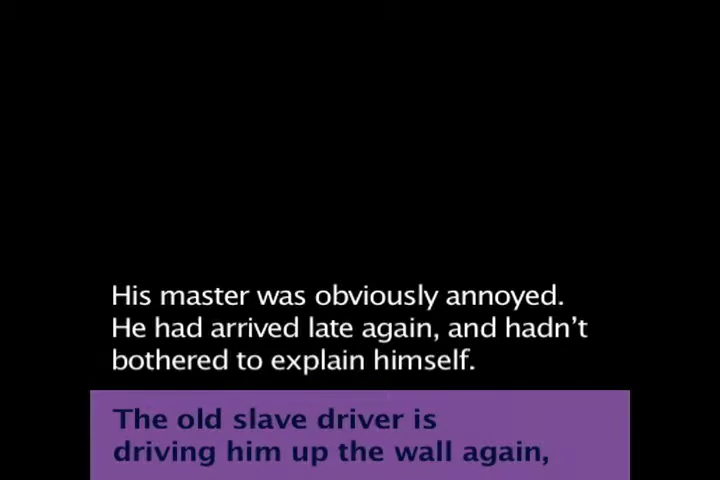 His master was obviously annoyed.
He had arrived late again, and hadn't
bothered to explain himself.
The old slave driver is
driving him up the wall again,